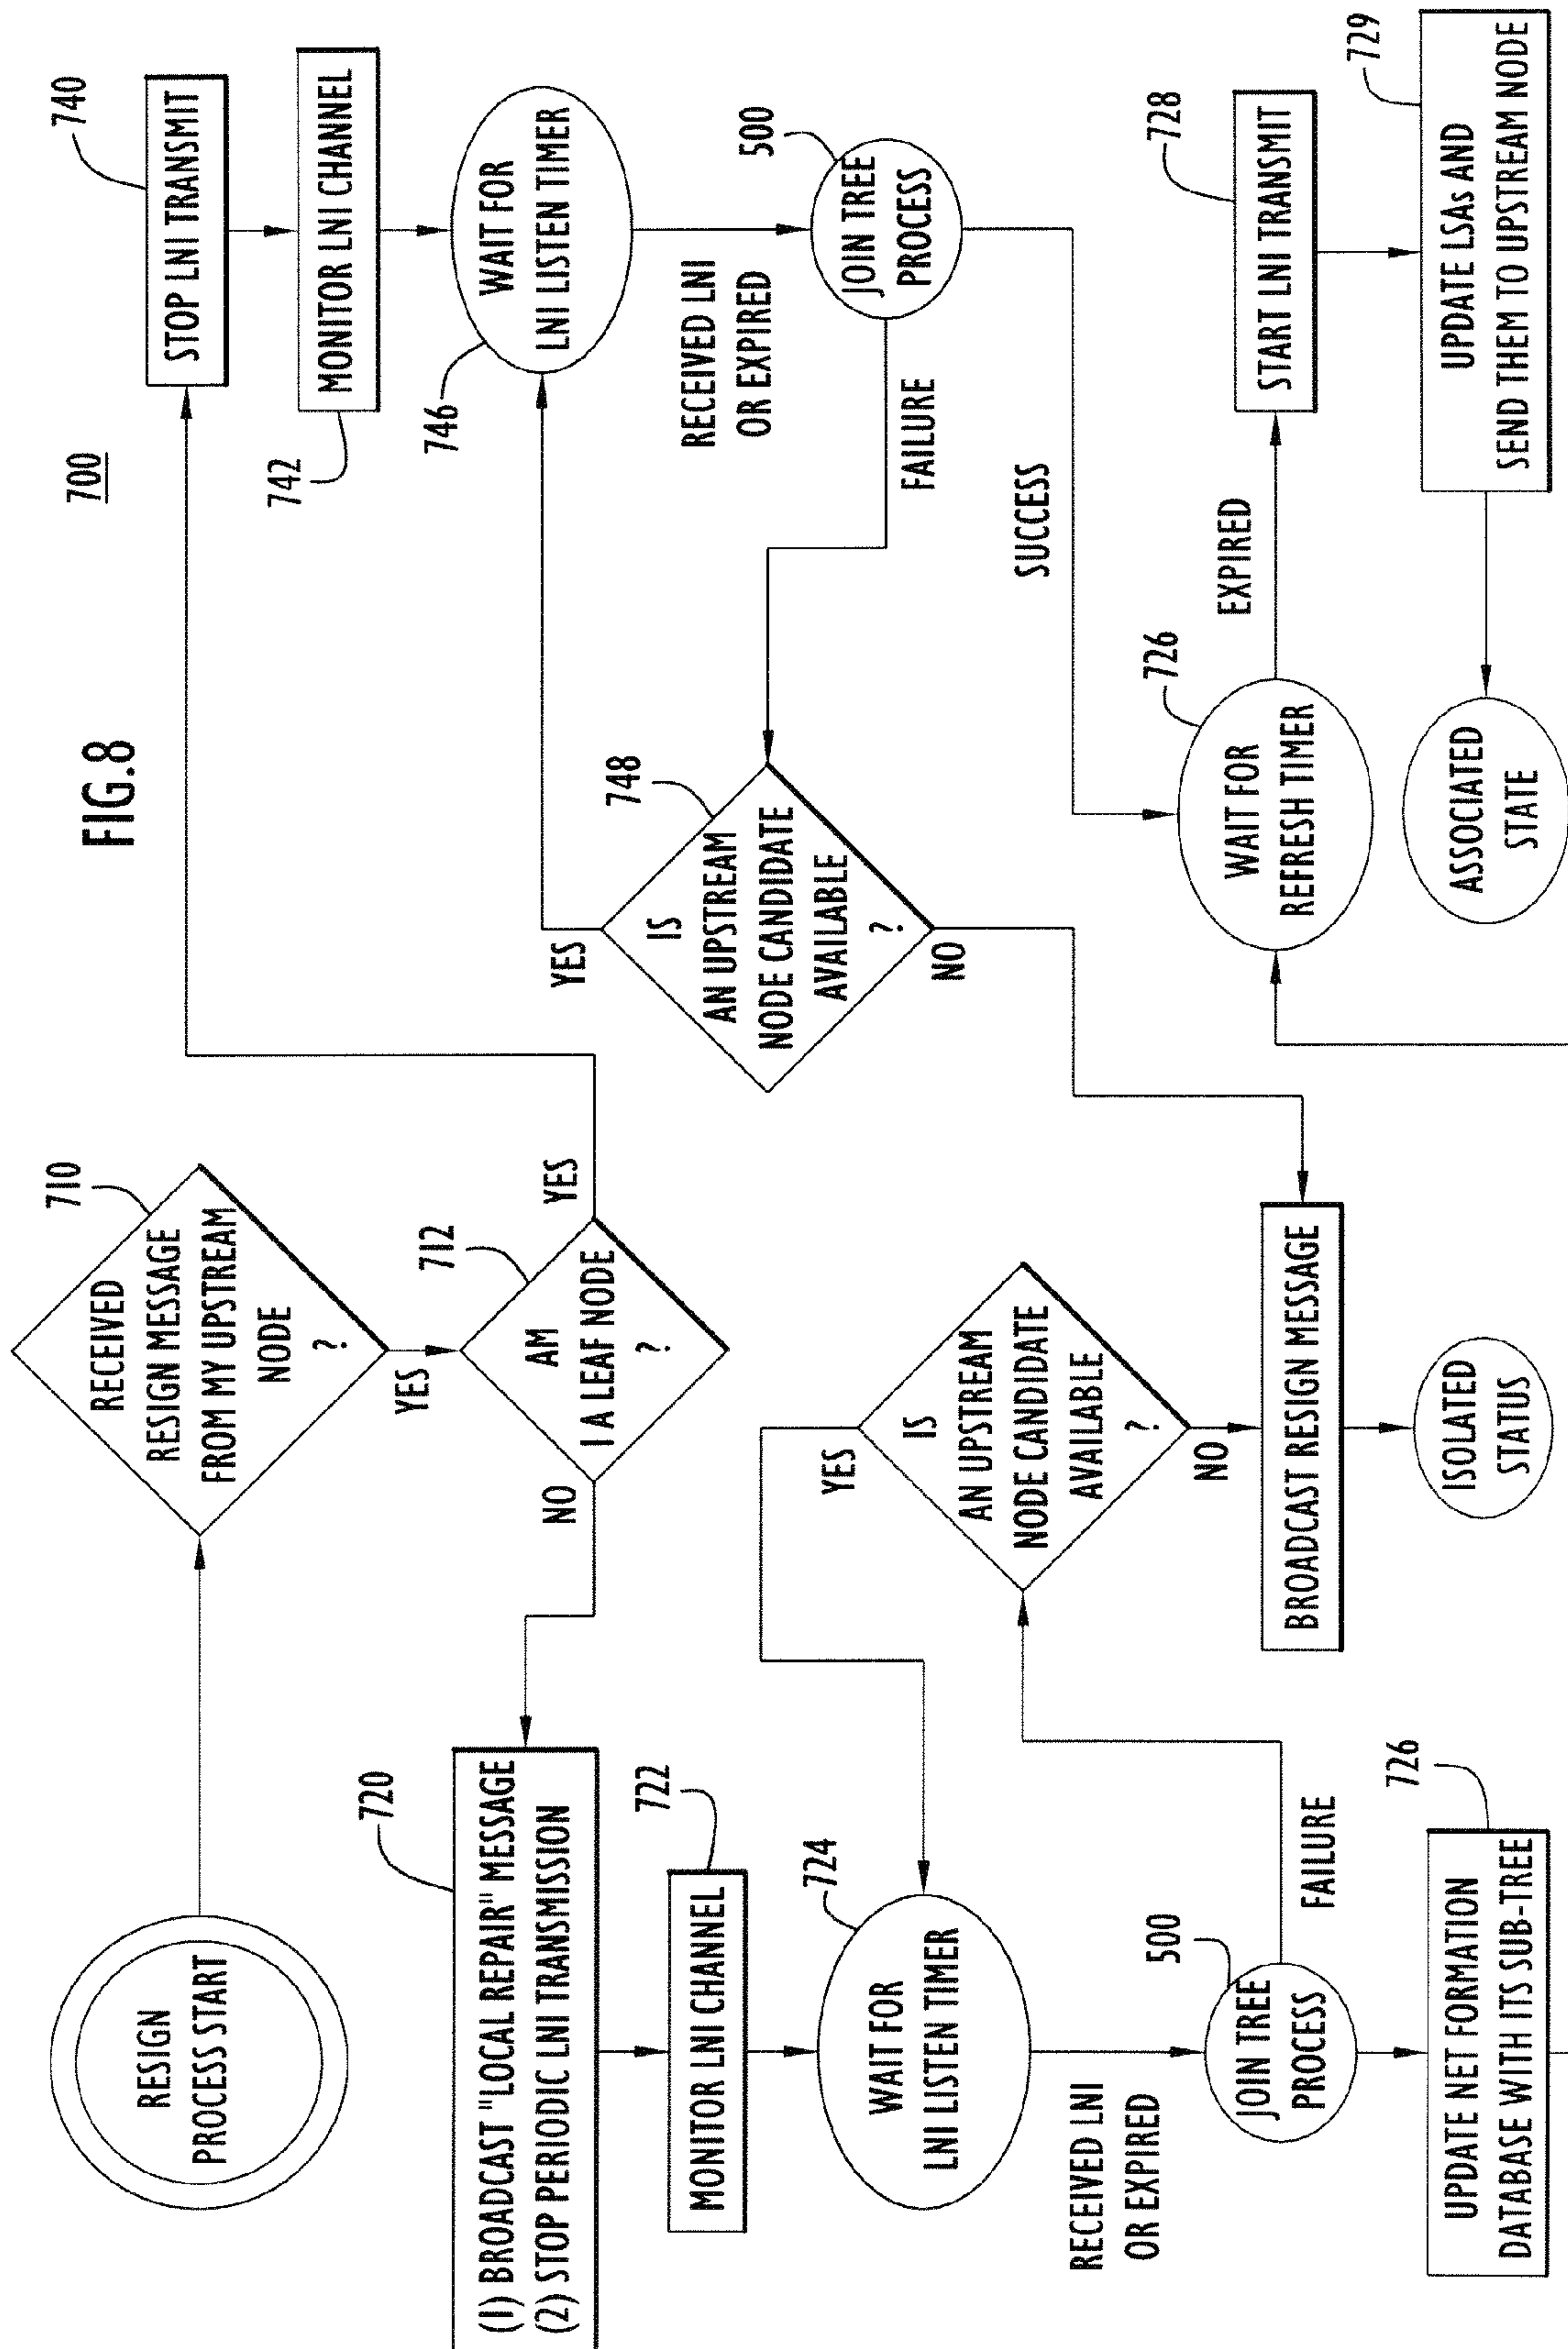 FIG.8
700
RESIGN
PROCESS START
710
RECEIVED
RESIGN MESSAGE
FROM MY UPSTREAM
NODE
?
YES
712
AM
I A LEAF NODE
?
NO
YES
720
(1) BROADCAST "LOCAL REPAIR" MESSAGE
(2) STOP PERIODIC LNI TRANSMISSION
722
MONITOR LNI CHANNEL
724
WAIT FOR
LNI LISTEN TIMER
RECEIVED LNI
OR EXPIRED
500
JOIN TREE
PROCESS
FAILURE
726
UPDATE NET FORMATION
DATABASE WITH ITS SUB-TREE
YES
IS
AN UPSTREAM
NODE CANDIDATE
AVAILABLE
?
NO
BROADCAST RESIGN MESSAGE
ISOLATED
STATUS
740
STOP LNI TRANSMIT
742
MONITOR LNI CHANNEL
746
WAIT FOR
LNI LISTEN TIMER
RECEIVED LNI
OR EXPIRED
500
JOIN TREE
PROCESS
FAILURE
748
YES
IS
AN UPSTREAM
NODE CANDIDATE
AVAILABLE
?
NO
SUCCESS
726
WAIT FOR
REFRESH TIMER
EXPIRED
728
START LNI TRANSMIT
729
UPDATE LSAs AND
SEND THEM TO UPSTREAM NODE
ASSOCIATED
STATE